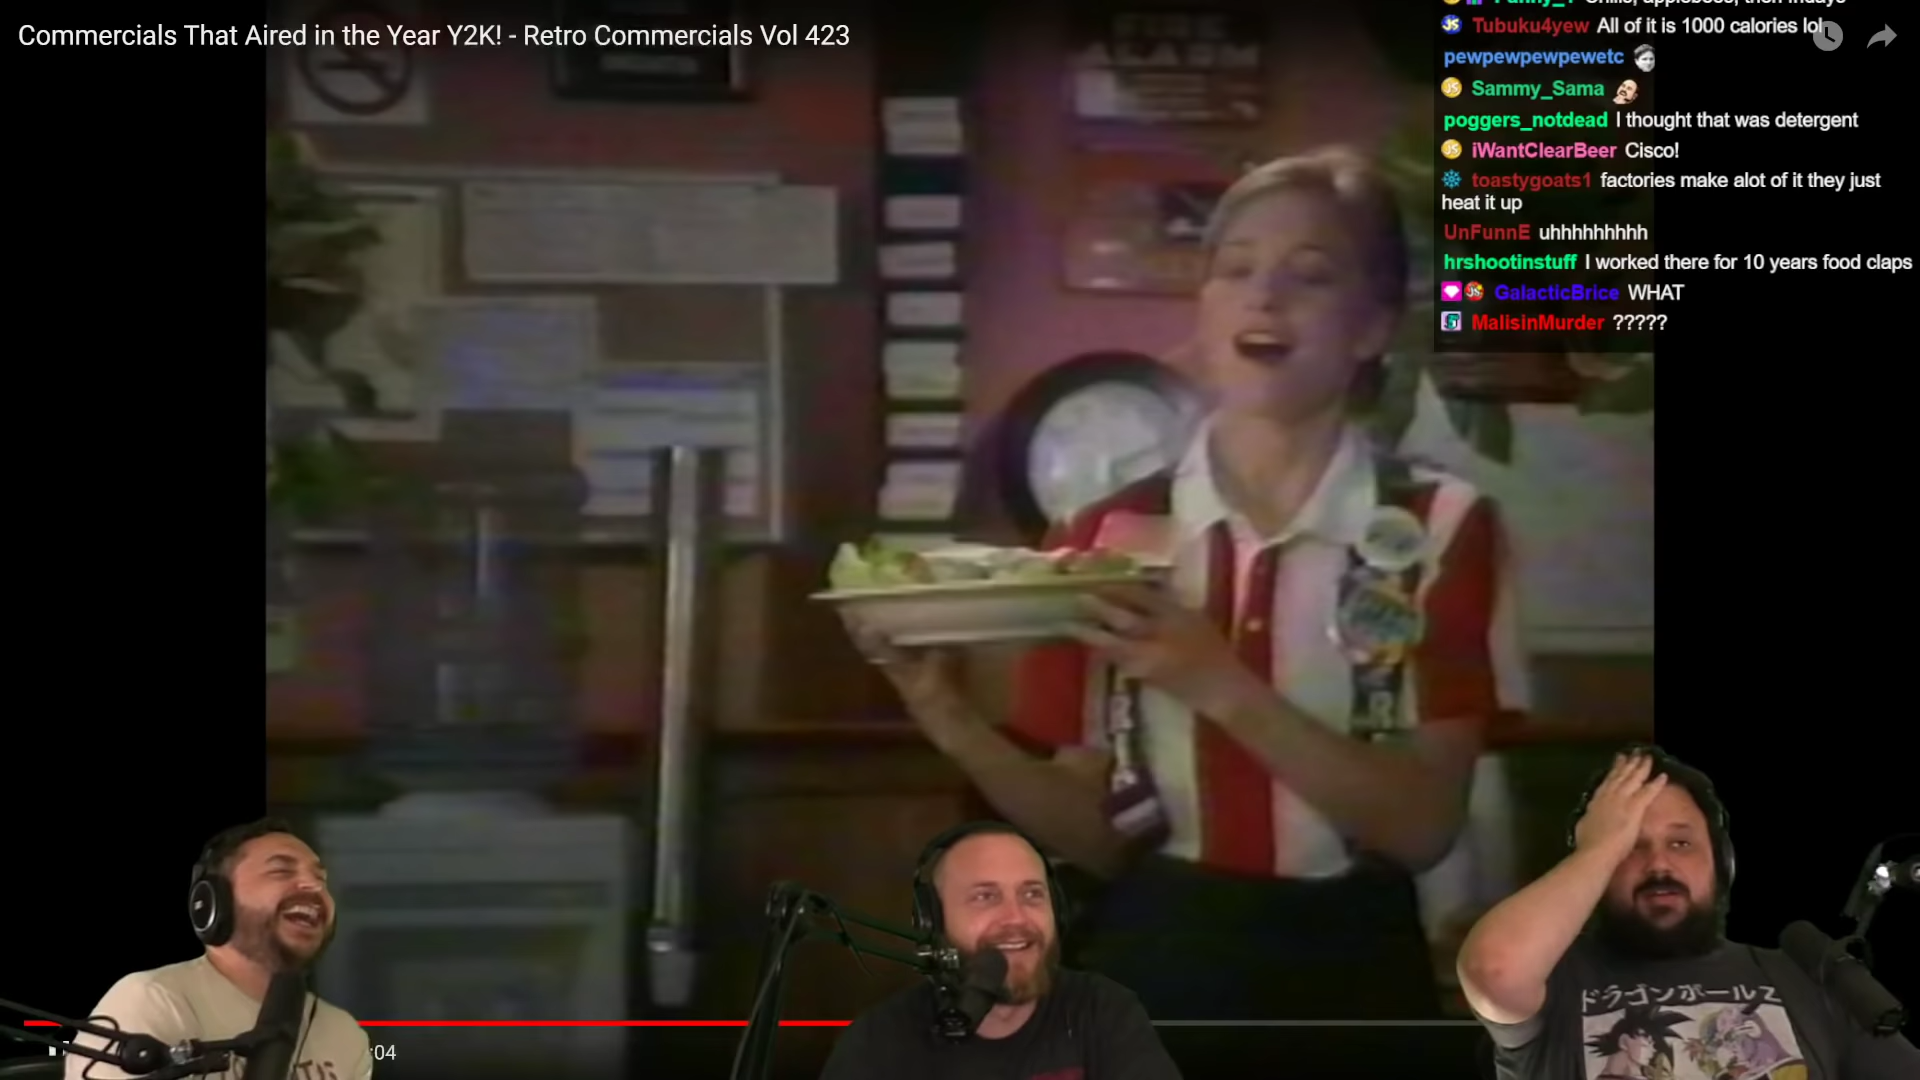 Commercials That Aired in the Year Y2K! - Retro Commercials Vol 423
Tubuku4yew All of it is 1000 calories lol
pewpewpewpewetc
Sammy_Sama
poggers_notdead I thought that was detergent
iWantClearBeer Cisco!
toastygoats1 factories make alot of it they just
heat it up
UnFunnE uhhhhhhhhh
hrshootinstuff I worked there for 10 years food claps
GalacticBrice WHAT
MalisinMurder ?????
FIRE
ALARM
:04
ドラゴンボールZ